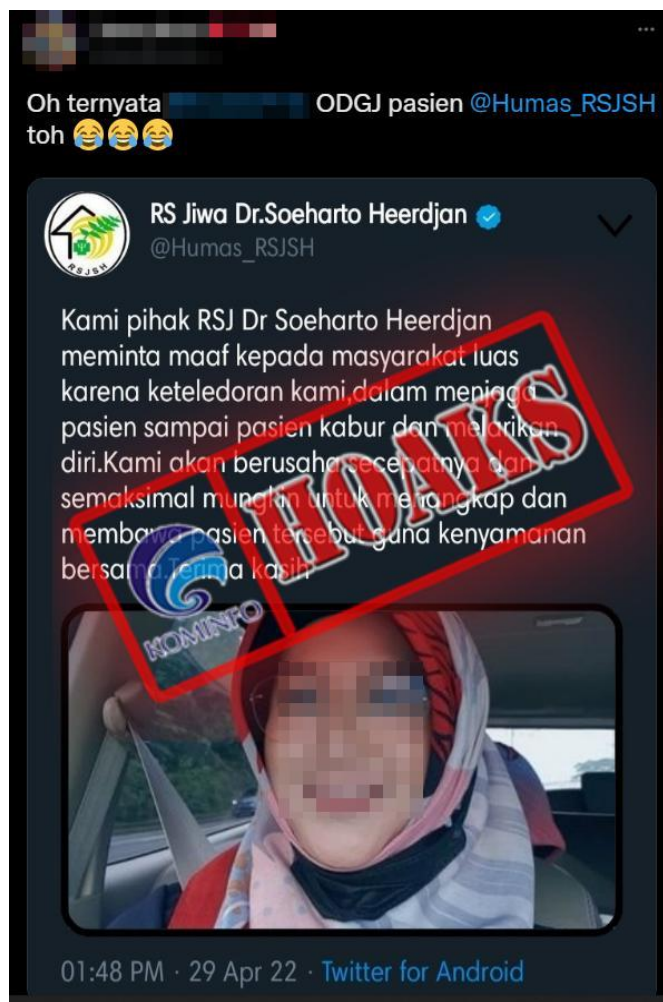 Oh ternyata ODGJ pasien @Humas_RSJSH
toh 😂😂😂
RS Jiwa Dr.Soeharto Heerdjan
@Humas_RSJSH
RSJSH
Kami pihak RSJ Dr Soeharto Heerdjan
meminta maaf kepada masyarakat luas
karena keteledoran kami,dalam menjaga
pasien sampai pasien kabur dan melarikan
diri.Kami akan berusaha secepatnya dan
semaksimal mungkin untuk menangkap dan
membawa pasien tersebut guna kenyamanan
bersama.Terima kasih
HOAKS
KOMINFO
01:48 PM · 29 Apr 22 · Twitter for Android